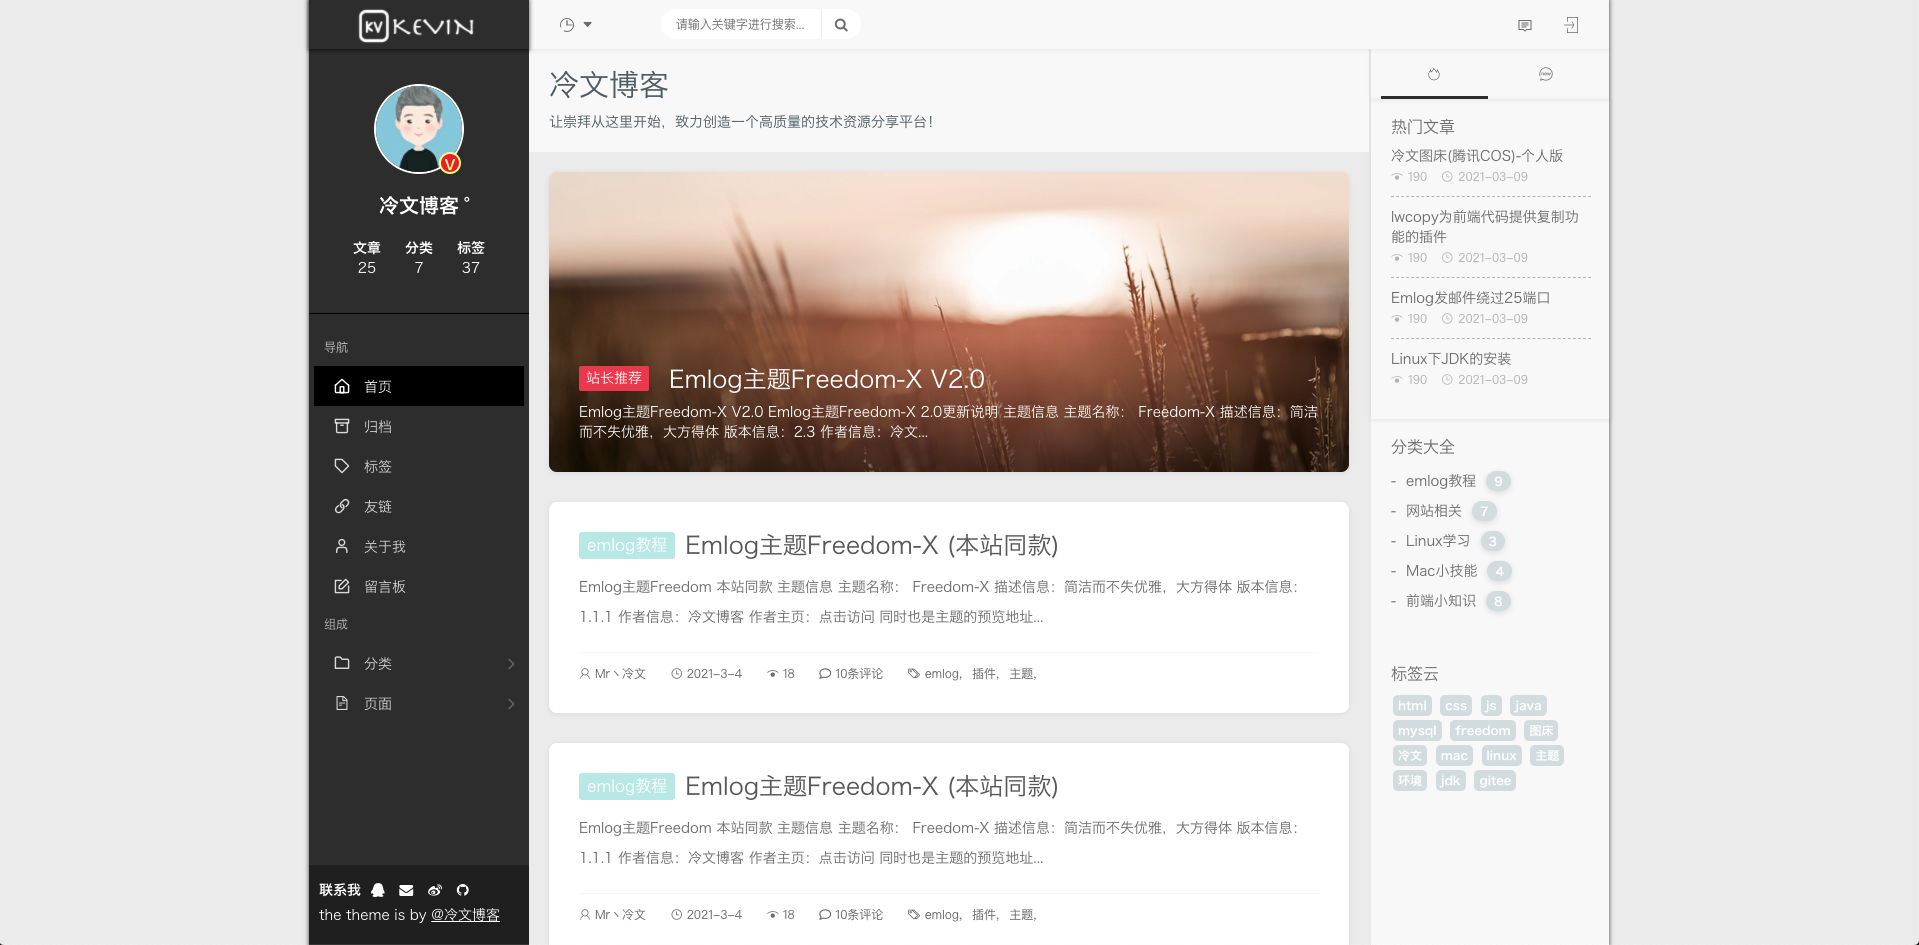 KV KEVIN
请输入关键字进行搜索...
V
冷文博客 °
文章 分类 标签
25 7 37
导航
首页
归档
标签
友链
关于我
留言板
组成
分类
页面
联系我
the theme is by @冷文博客
冷文博客
让崇拜从这里开始，致力创造一个高质量的技术资源分享平台！
站长推荐 Emlog主题Freedom-X V2.0
Emlog主题Freedom-X V2.0 Emlog主题Freedom-X 2.0更新说明 主题信息 主题名称： Freedom-X 描述信息：简洁
而不失优雅，大方得体 版本信息：2.3 作者信息：冷文...
emlog教程 Emlog主题Freedom-X (本站同款)
Emlog主题Freedom 本站同款 主题信息 主题名称： Freedom-X 描述信息：简洁而不失优雅，大方得体 版本信息：
1.1.1 作者信息：冷文博客 作者主页：点击访问 同时也是主题的预览地址...
Mr丶冷文 2021-3-4 18 10条评论 emlog， 插件， 主题,
emlog教程 Emlog主题Freedom-X (本站同款)
Emlog主题Freedom 本站同款 主题信息 主题名称： Freedom-X 描述信息：简洁而不失优雅，大方得体 版本信息：
1.1.1 作者信息：冷文博客 作者主页：点击访问 同时也是主题的预览地址...
Mr丶冷文 2021-3-4 18 10条评论 emlog， 插件， 主题,
热门文章
冷文图床(腾讯COS)-个人版
190 2021-03-09
lwcopy为前端代码提供复制功
能的插件
190 2021-03-09
Emlog发邮件绕过25端口
190 2021-03-09
Linux下JDK的安装
190 2021-03-09
分类大全
- emlog教程 9
- 网站相关 7
- Linux学习 3
- Mac小技能 4
- 前端小知识 8
标签云
html css js java
mysql freedom 图床
冷文 mac linux 主题
环境 jdk gitee